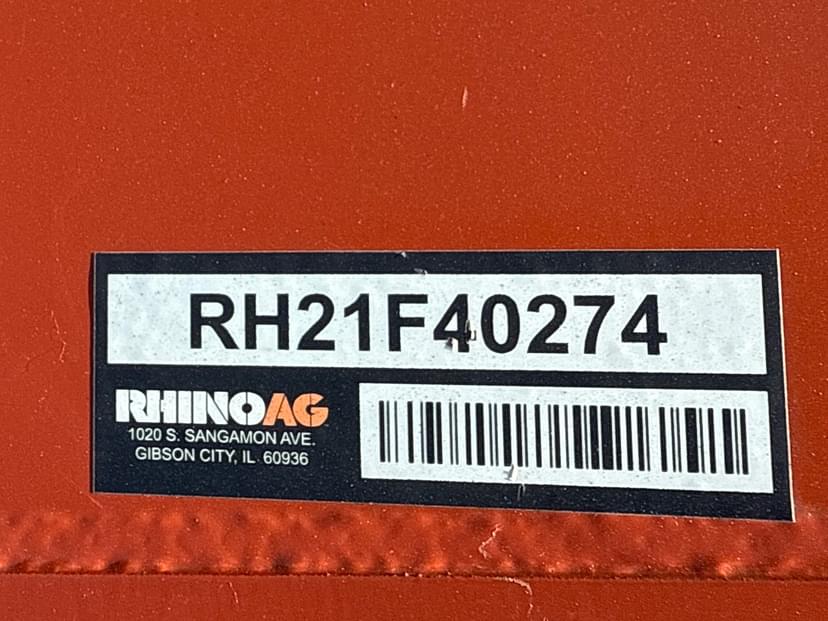 RH21F40274
RHINOAG
1020 S. SANGAMON AVE.
GIBSON CITY, IL 60936